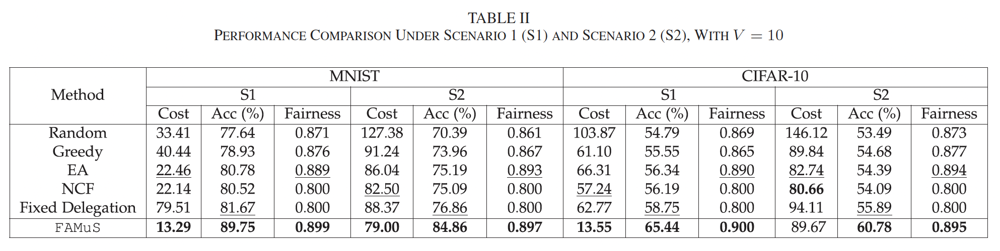 TABLE II
PERFORMANCE COMPARISON UNDER SCENARIO 1 (S1) AND SCENARIO 2 (S2), WITH V = 10
Method MNIST CIFAR-10
S1 S2 S1 S2
Cost Acc (%) Fairness Cost Acc (%) Fairness Cost Acc (%) Fairness Cost Acc (%) Fairness
Random 33.41 77.64 0.871 127.38 70.39 0.861 103.87 54.79 0.869 146.12 53.49 0.873
Greedy 40.44 78.93 0.876 91.24 73.96 0.867 61.10 55.55 0.865 89.84 54.68 0.877
EA 22.46 80.78 0.889 86.04 75.19 0.893 66.31 56.34 0.890 82.74 54.39 0.894
NCF 22.14 80.52 0.800 82.50 75.09 0.800 57.24 56.19 0.800 80.66 54.09 0.800
Fixed Delegation 79.51 81.67 0.800 88.37 76.86 0.800 62.77 58.75 0.800 94.11 55.89 0.800
FAMuS 13.29 89.75 0.899 79.00 84.86 0.897 13.55 65.44 0.900 89.67 60.78 0.895